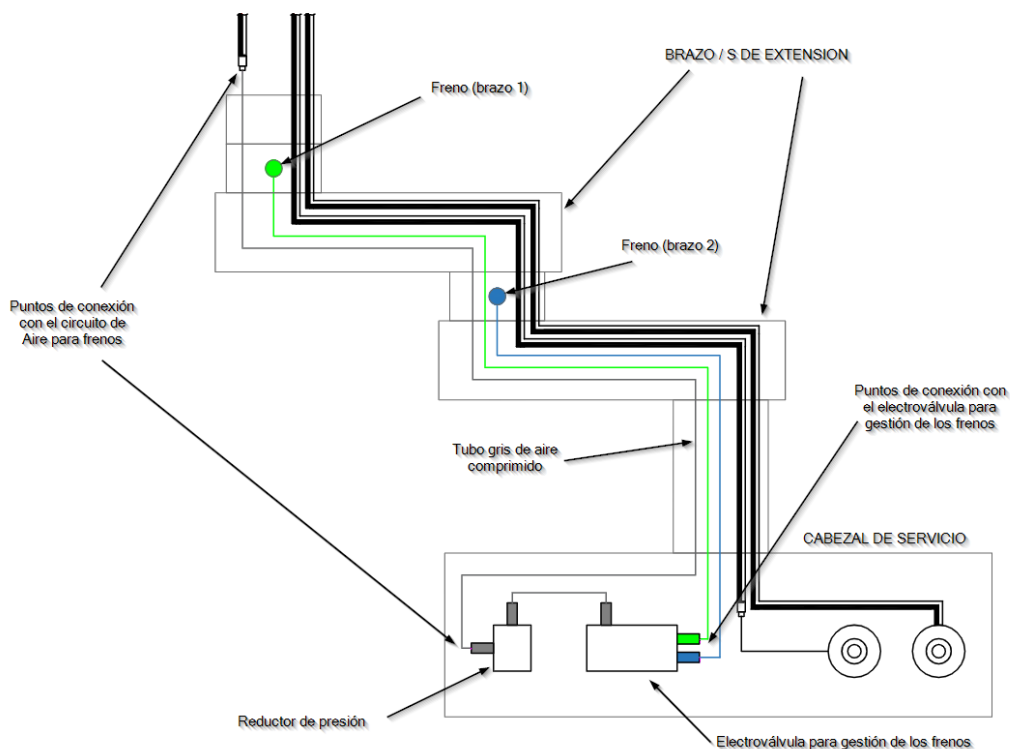 BRAZO / S DE EXTENSION
Freno (brazo 1)
Freno (brazo 2)
Puntos de conexión
con el circuito de
Aire para frenos
Puntos de conexión con
el electroválvula para
gestión de los frenos
Tubo gris de aire
comprimido
CABEZAL DE SERVICIO
Reductor de presión
Electroválvula para gestión de los frenos